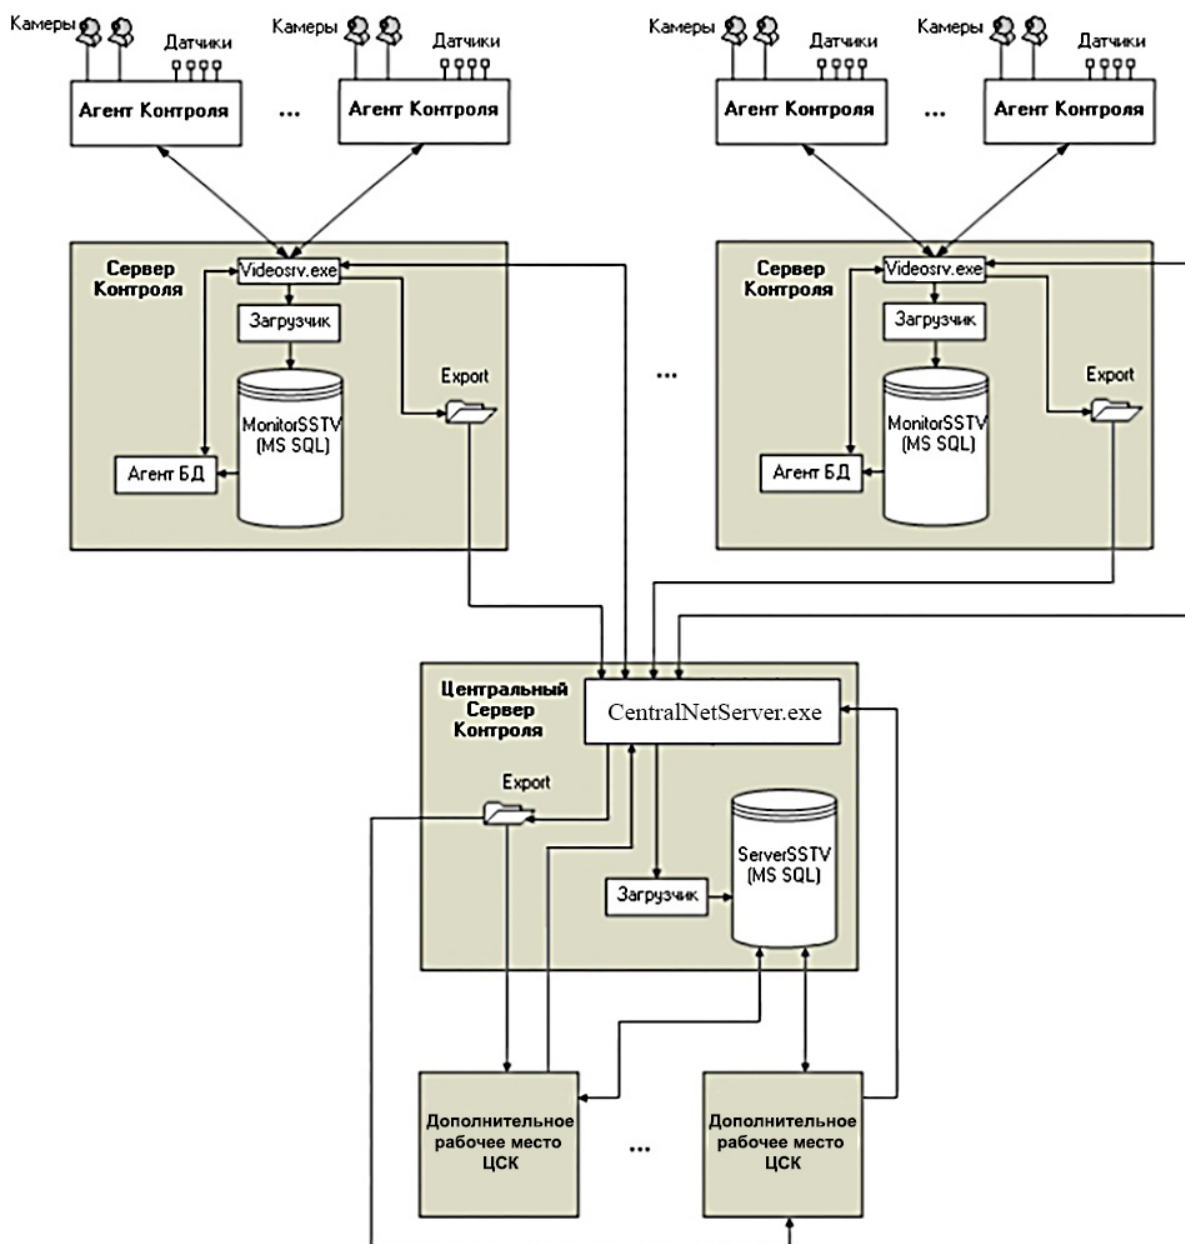 Камеры
Датчики
Камеры
Датчики
Камеры
Датчики
Камеры
Датчики
Агент Контроля
...
Агент Контроля
Агент Контроля
...
Агент Контроля
Сервер
Контроля
Videosrv.exe
Загрузчик
Export
MonitorSSTV
(MS SQL)
Агент БД
...
Сервер
Контроля
Videosrv.exe
Загрузчик
Export
MonitorSSTV
(MS SQL)
Агент БД
Центральный
Сервер
Контроля
CentralNetServer.exe
Export
ServerSSTV
(MS SQL)
Загрузчик
Дополнительное
рабочее место
ЦСК
...
Дополнительное
рабочее место
ЦСК